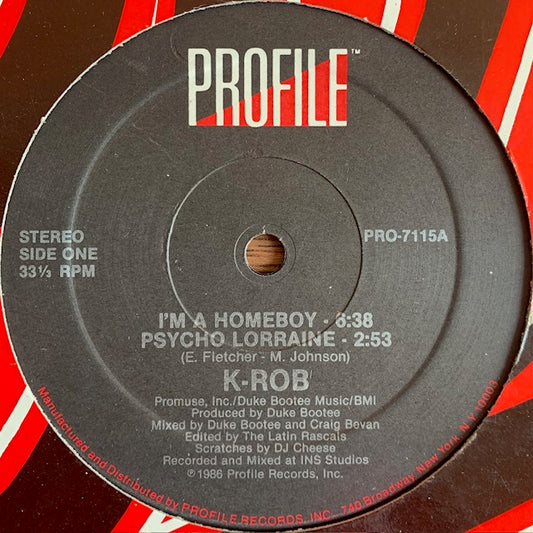 PROFILE™
STEREO
SIDE ONE
33⅓ RPM
PRO-7115A
I'M A HOMEBOY - 6:38
PSYCHO LORRAINE - 2:53
(E. Fletcher - M. Johnson)
K-ROB
Promuse, Inc./Duke Bootee Music/BMI
Produced by Duke Bootee
Mixed by Duke Bootee and Craig Bevan
Edited by The Latin Rascals
Scratches by DJ Cheese
Recorded and Mixed at INS Studios
℗1986 Profile Records, Inc.
Manufactured and Distributed by PROFILE RECORDS, INC. 740 Broadway, New York, N.Y. 10003